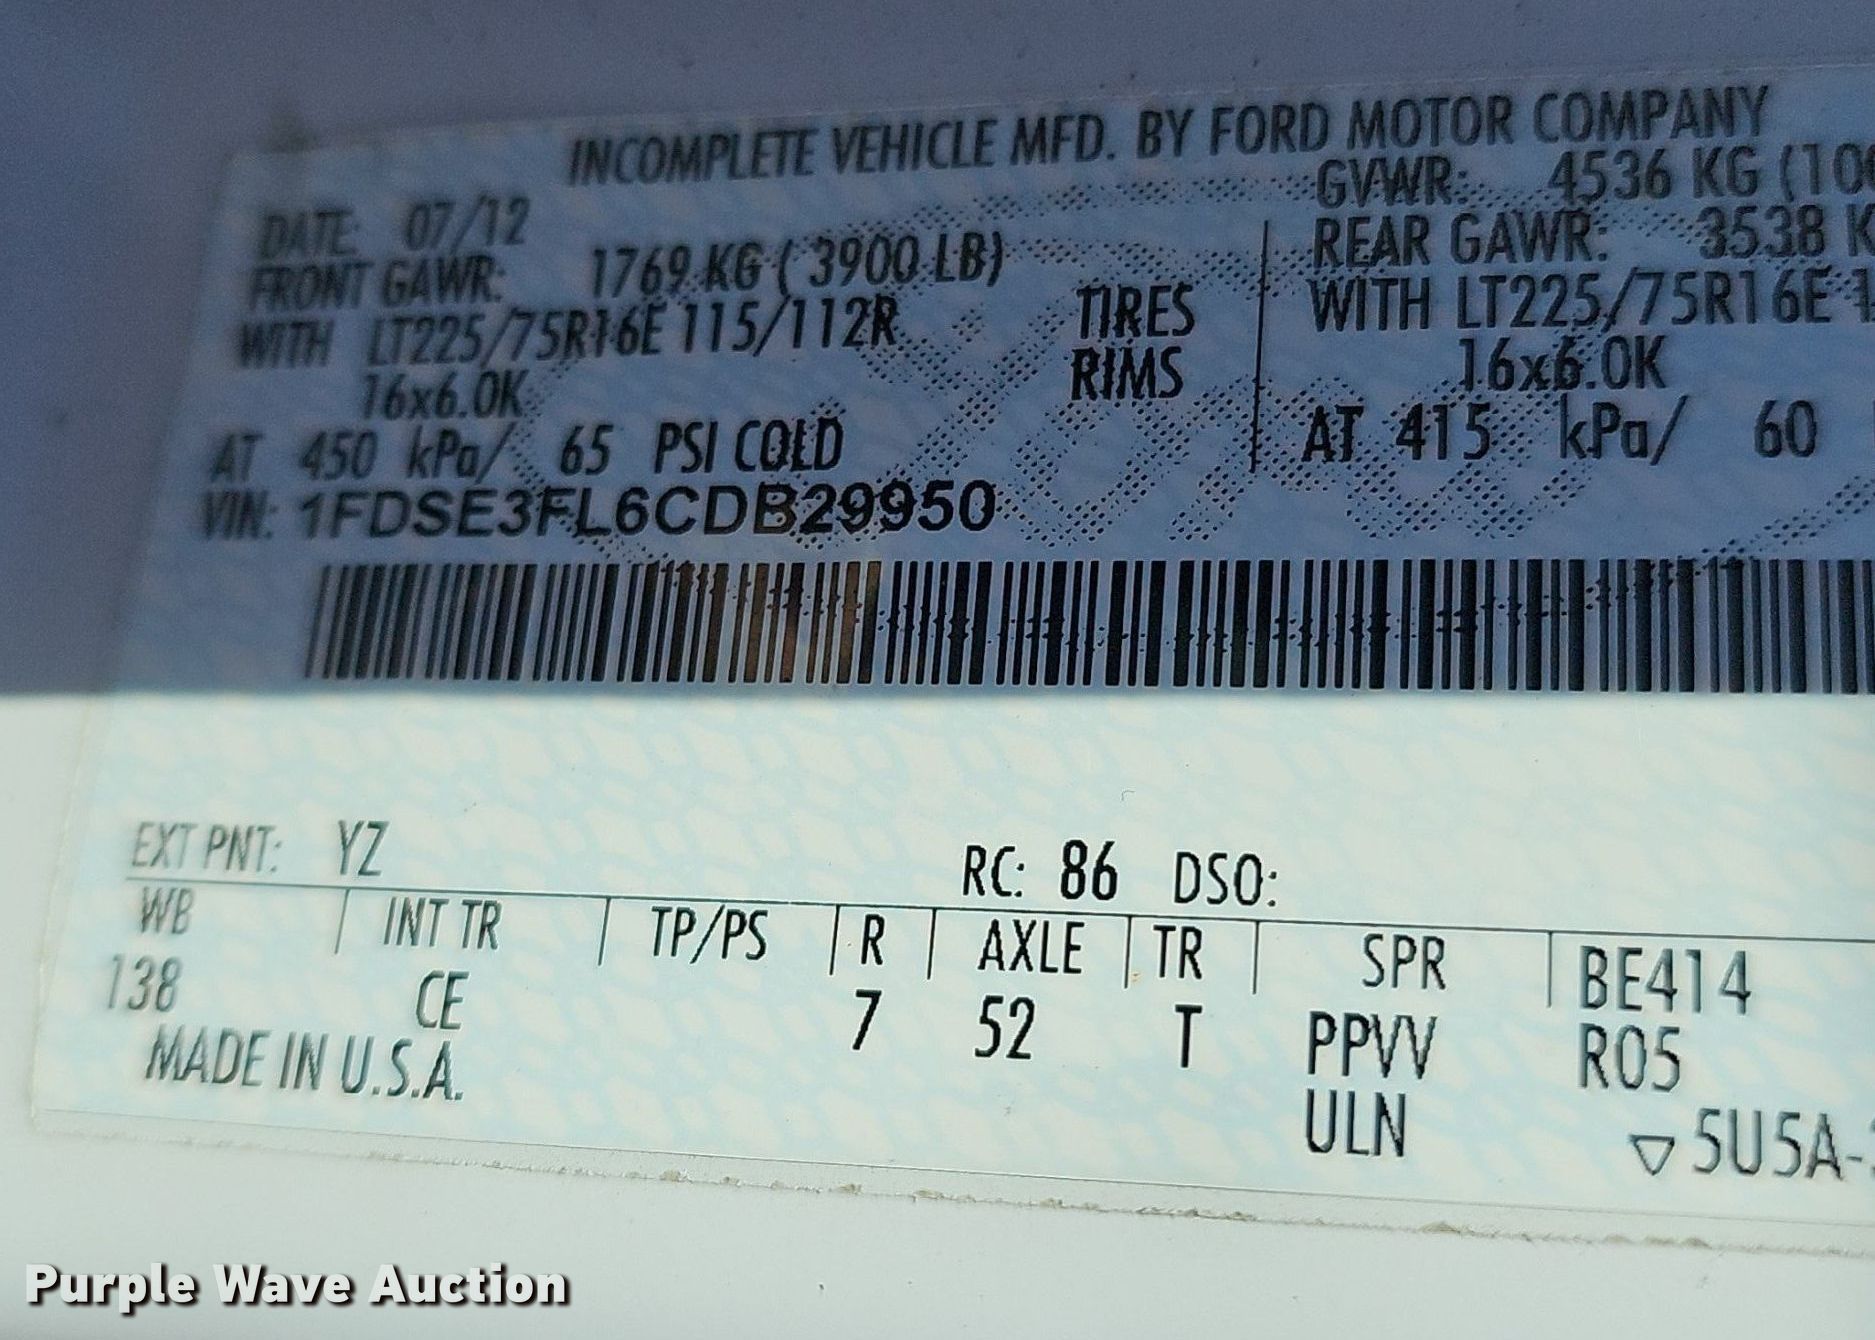 INCOMPLETE VEHICLE MFD. BY FORD MOTOR COMPANY
DATE: 07/12 GVWR: 4536 KG (100
FRONT GAWR: 1769 KG ( 3900 LB) REAR GAWR: 3538 K
WITH LT225/75R16E 115/112R TIRES WITH LT225/75R16E 1
16x6.0K RIMS 16x6.0K
AT 450 kPa/ 65 PSI COLD AT 415 kPa/ 60
VIN: 1FDSE3FL6CDB29950
EXT PNT: YZ RC: 86 DSO:
WB INT TR TP/PS R AXLE TR SPR BE414
138 CE 7 52 T PPVV R05
MADE IN U.S.A. ULN ▽5U5A-
Purple Wave Auction